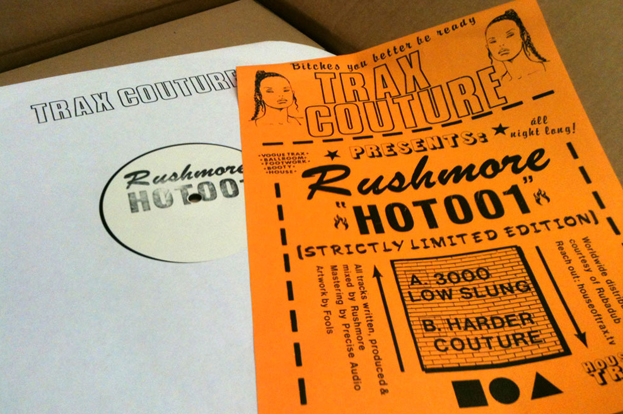 TRAX COUTURE
Rushmore
HOT001
Bitches you better be ready
TRAX
COUTURE
PRESENTS:
all
night long!
•VOGUE TRAX•
•BALLROOM•
•FOOTWORK•
•BOOTY•
•HOUSE•
Rushmore
"HOT001"
(STRICTLY LIMITED EDITION)
All tracks written, produced &
mixed by Rushmore
Mastering by Precise Audio
Artwork by Fools
A. 3000
LOW SLUNG
B. HARDER
COUTURE
Worldwide distrib
courtesy of Rubadub
Reach out: houseoftrax.tv
HOUS
TR